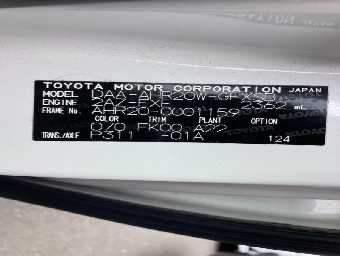 TOYOTA MOTOR CORPORATION JAPAN
MODEL DAA-AHR20W-GFXSB
ENGINE 2AZ-FXE 2362 mL
FRAME No. AHR20-0001159
COLOR TRIM PLANT OPTION
070 FK00 A22
TRANS./AXLE P311 -01A 124